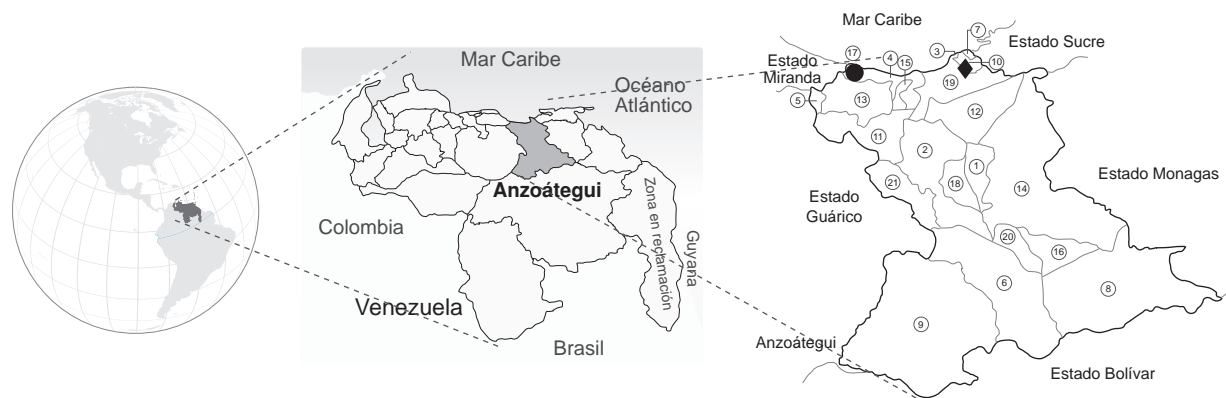 Mar Caribe
Océano
Atlántico
Anzoátegui
Colombia
Venezuela
Brasil
Guyana
Zona en reclamación
Mar Caribe
Estado Sucre
Estado
Miranda
Estado Monagas
Estado
Guárico
Anzoátegui
Estado Bolívar
7
3
17
4
15
10
19
5
13
12
11
2
1
21
18
14
20
16
6
8
9